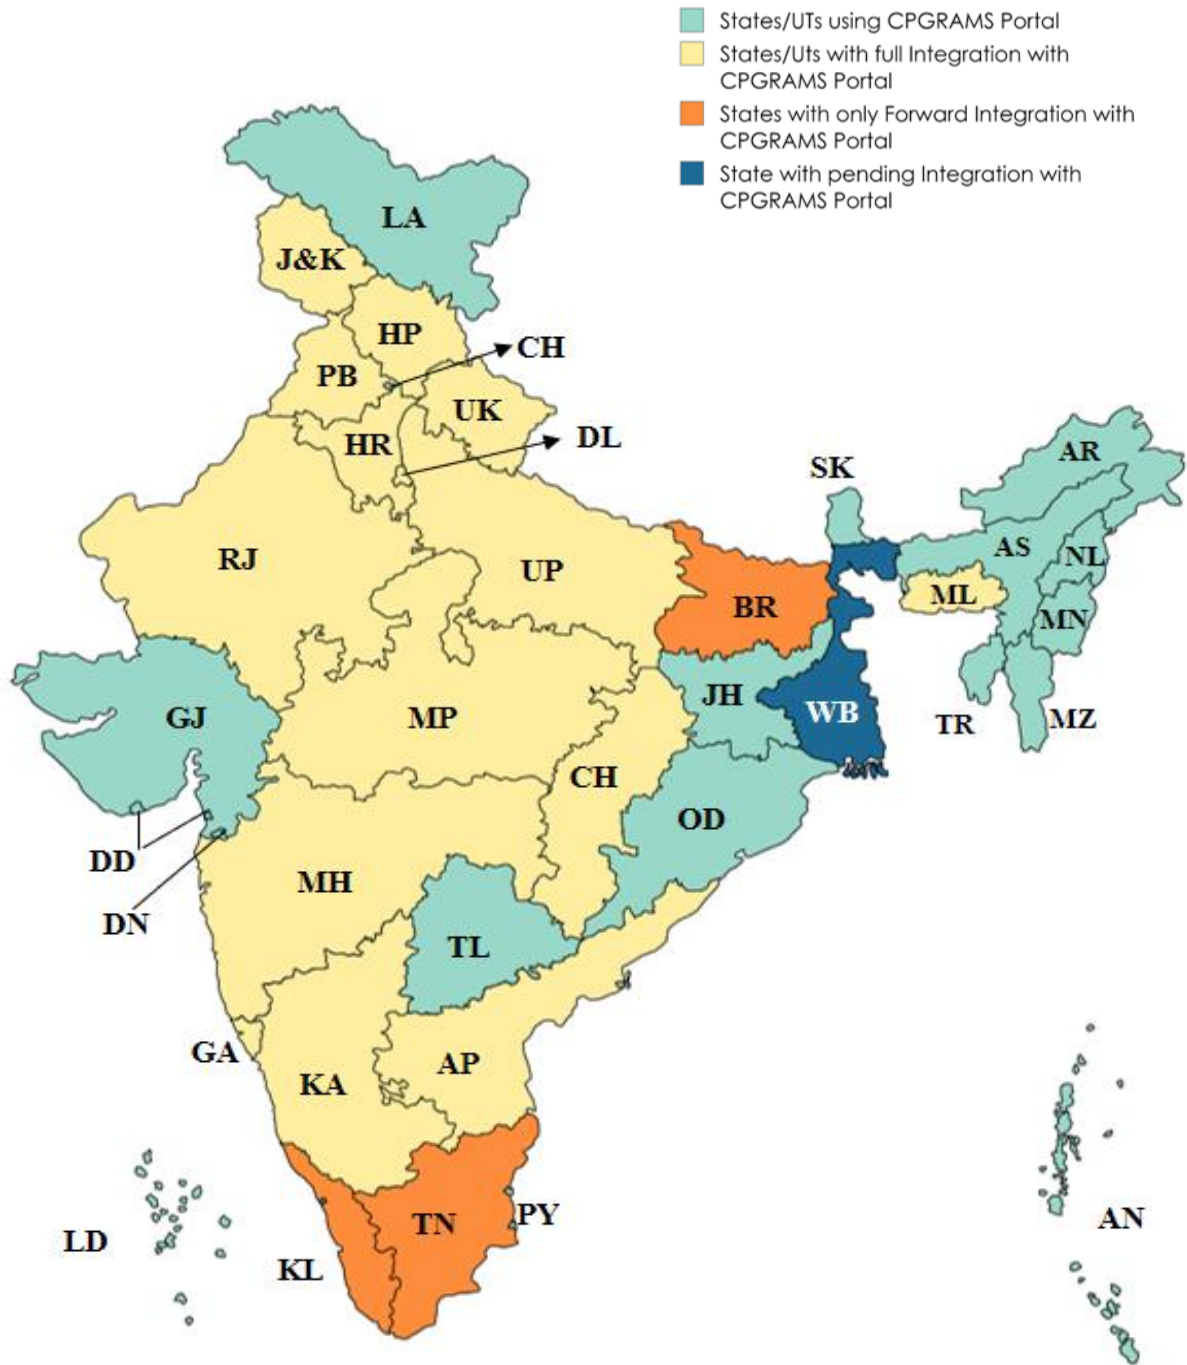 States/UTs using CPGRAMS Portal
States/Uts with full Integration with
CPGRAMS Portal
States with only Forward Integration with
CPGRAMS Portal
State with pending Integration with
CPGRAMS Portal
LA
J&K
HP
CH
PB
UK
HR
DL
AR
SK
AS
NL
RJ
UP
ML
BR
MN
JH
GJ
MP
WB
TR
MZ
CH
OD
DD
MH
DN
TL
GA
AP
KA
PY
AN
TN
LD
KL